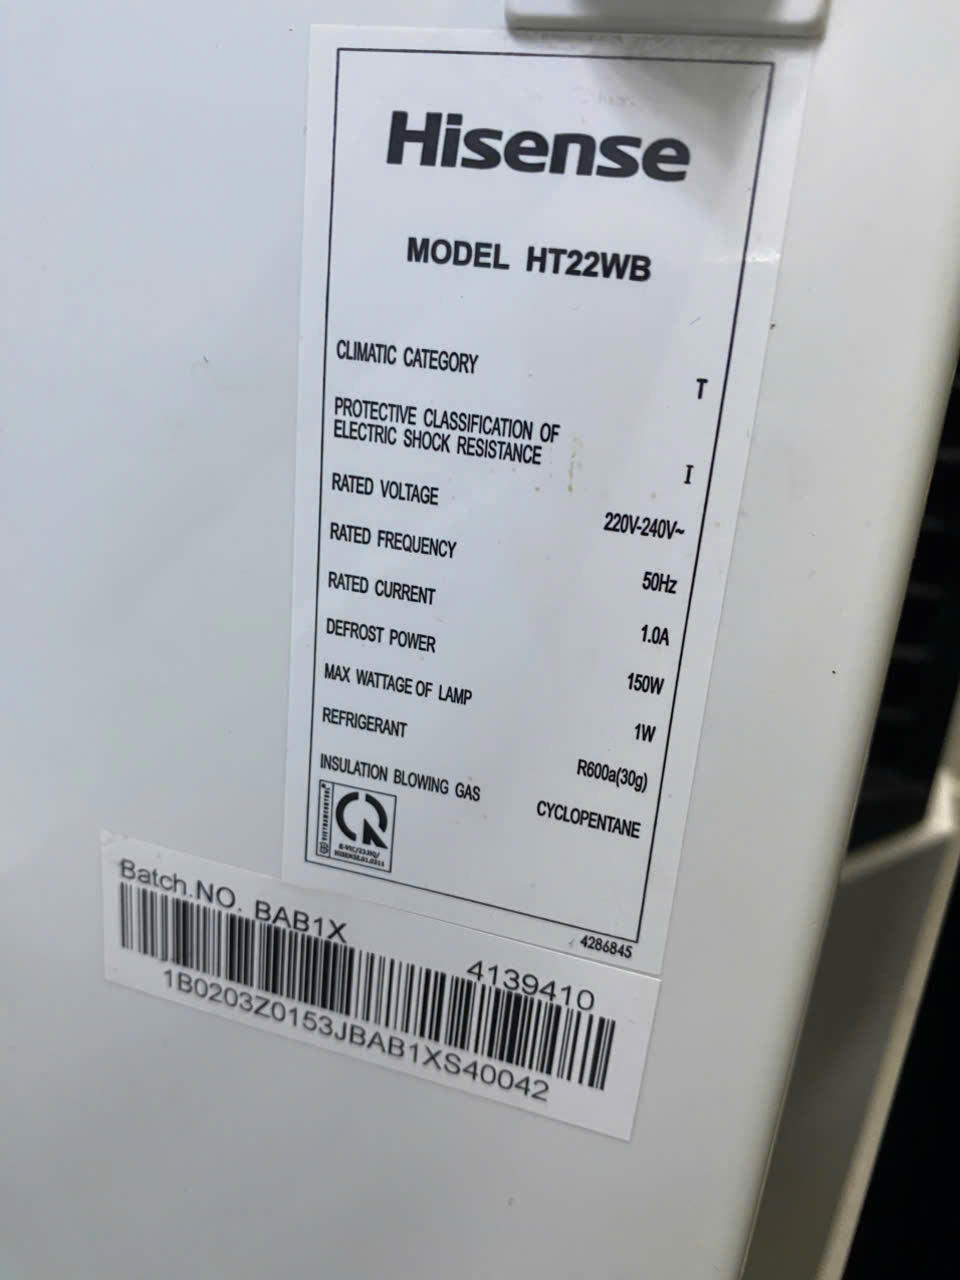 Hisense
MODEL HT22WB
CLIMATIC CATEGORY T
PROTECTIVE CLASSIFICATION OF
ELECTRIC SHOCK RESISTANCE I
RATED VOLTAGE 220V-240V~
RATED FREQUENCY 50Hz
RATED CURRENT 1.0A
DEFROST POWER 150W
MAX WATTAGE OF LAMP 1W
REFRIGERANT R600a(30g)
INSULATION BLOWING GAS CYCLOPENTANE
4286845
Batch.NO. BAB1X 4139410
1B0203Z0153JBAB1XS40042